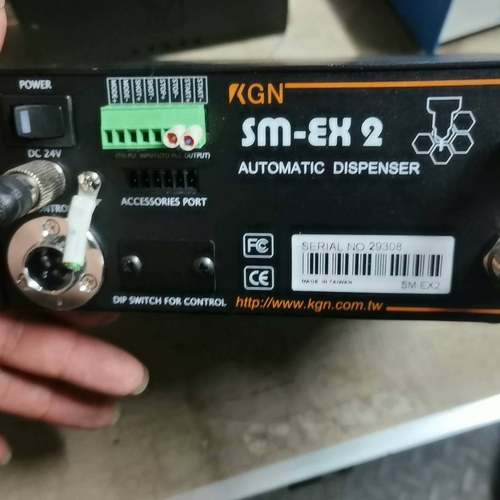 POWER
KGN
SM-EX 2
AUTOMATIC DISPENSER
DC 24V
ACCESSORIES PORT
FC
CE
SERIAL NO.29308
MADE IN TAIWAN
SM-EX2
DIP SWITCH FOR CONTROL
http://www.kgn.com.tw